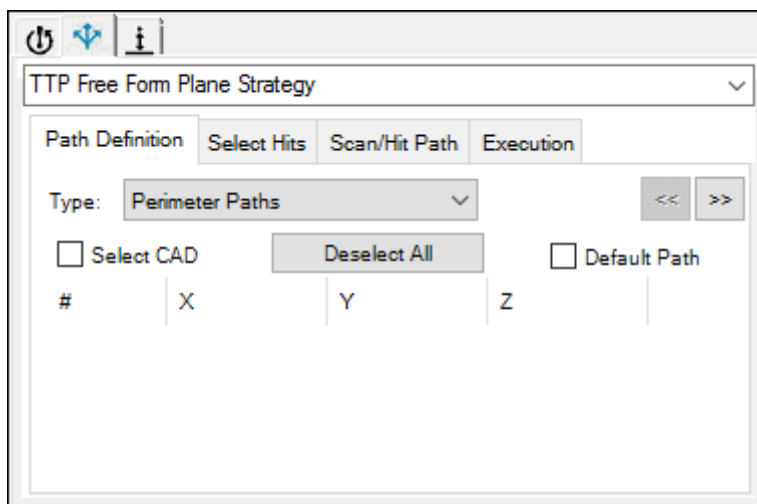 TTP Free Form Plane Strategy
Path Definition Select Hits Scan/Hit Path Execution
Type: Perimeter Paths << >>
Select CAD Deselect All Default Path
# X Y Z